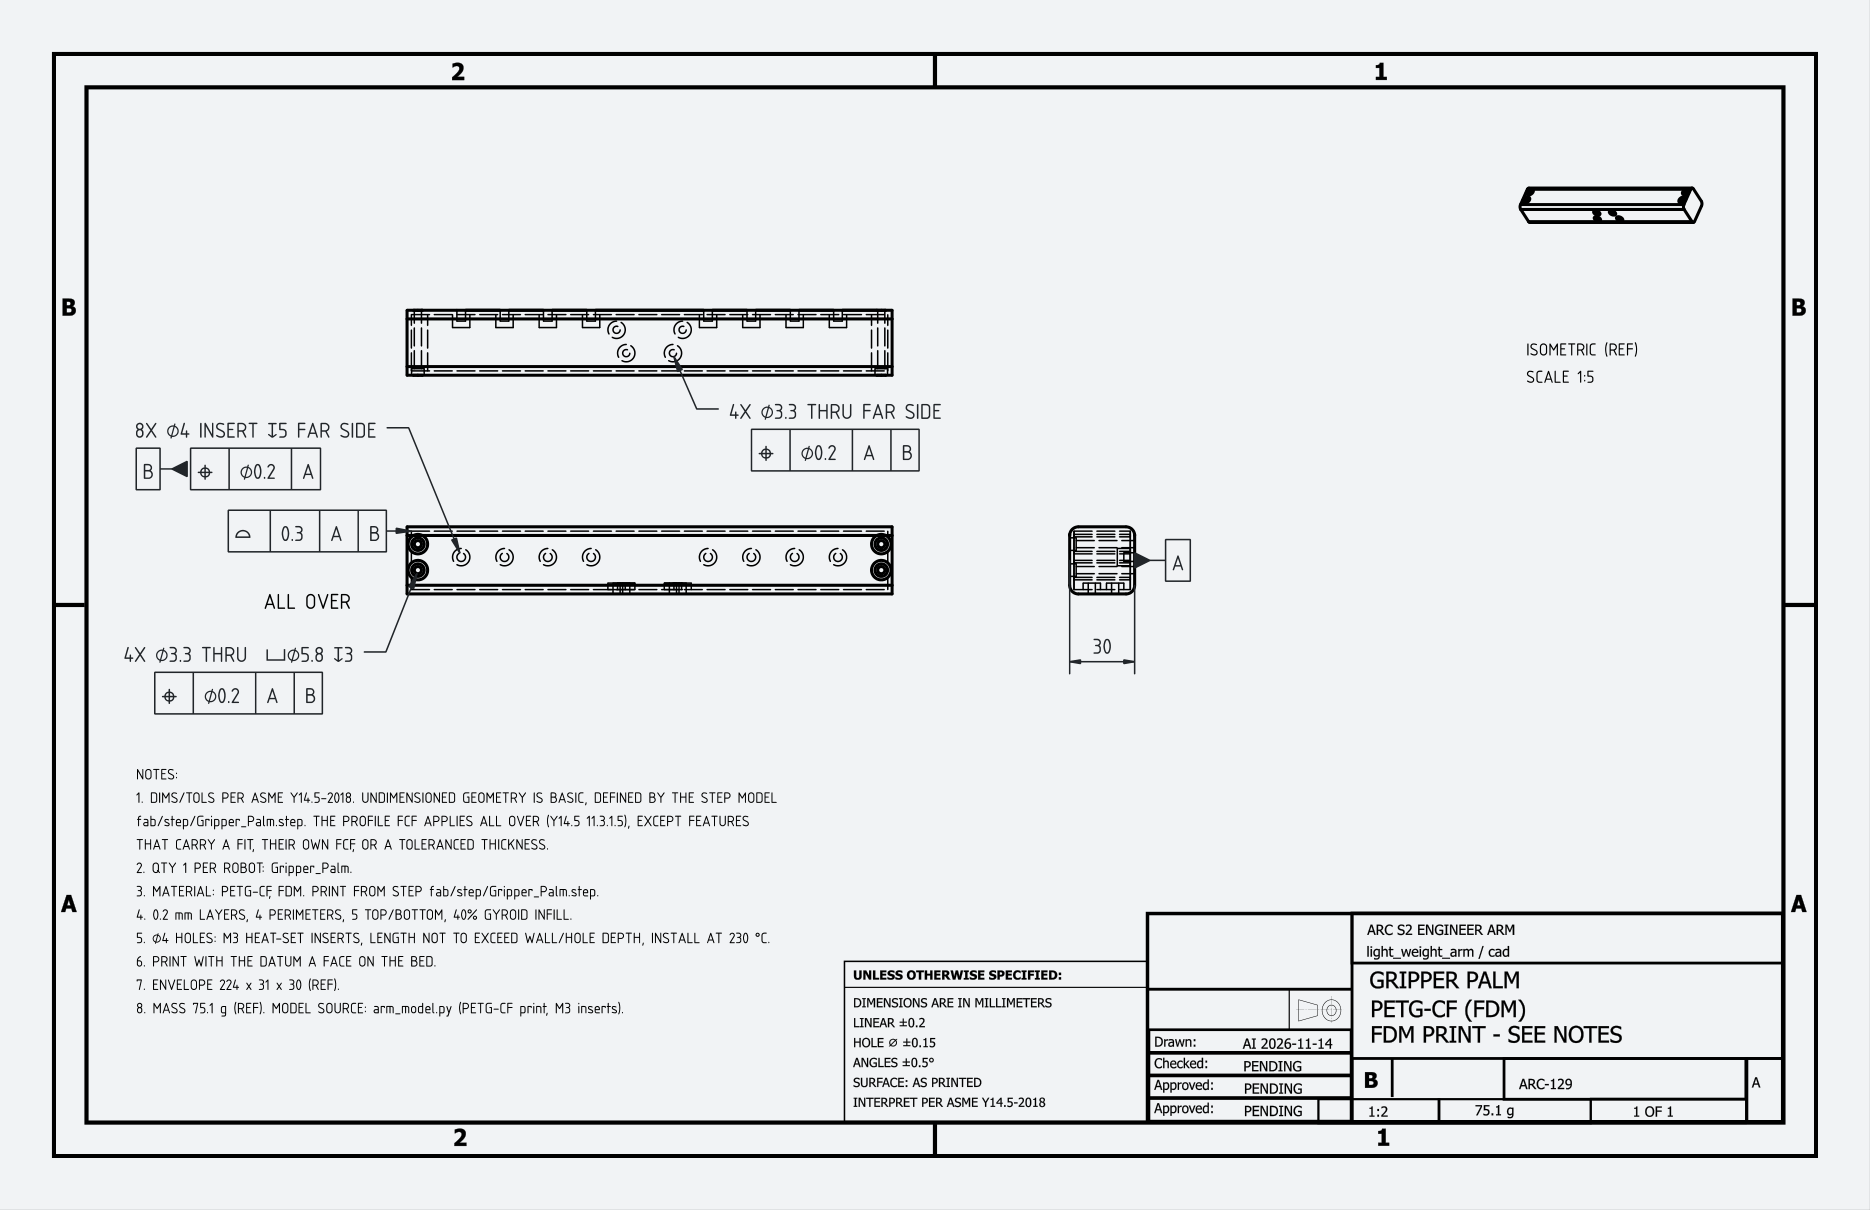 2
1
B
B
ISOMETRIC (REF)
SCALE 1:5
4X ⌀3.3 THRU FAR SIDE
⌖ ⌀0.2 A B
8X ⌀4 INSERT ↧5 FAR SIDE
B ⌖ ⌀0.2 A
⌓ 0.3 A B
A
ALL OVER
30
4X ⌀3.3 THRU ⌴⌀5.8 ↧3
⌖ ⌀0.2 A B
NOTES:
1. DIMS/TOLS PER ASME Y14.5-2018. UNDIMENSIONED GEOMETRY IS BASIC, DEFINED BY THE STEP MODEL
fab/step/Gripper_Palm.step. THE PROFILE FCF APPLIES ALL OVER (Y14.5 11.3.1.5), EXCEPT FEATURES
THAT CARRY A FIT, THEIR OWN FCF, OR A TOLERANCED THICKNESS.
2. QTY 1 PER ROBOT: Gripper_Palm.
3. MATERIAL: PETG-CF, FDM. PRINT FROM STEP fab/step/Gripper_Palm.step.
4. 0.2 mm LAYERS, 4 PERIMETERS, 5 TOP/BOTTOM, 40% GYROID INFILL.
5. ⌀4 HOLES: M3 HEAT-SET INSERTS, LENGTH NOT TO EXCEED WALL/HOLE DEPTH, INSTALL AT 230 °C.
6. PRINT WITH THE DATUM A FACE ON THE BED.
7. ENVELOPE 224 x 31 x 30 (REF).
8. MASS 75.1 g (REF). MODEL SOURCE: arm_model.py (PETG-CF print, M3 inserts).
A
A
UNLESS OTHERWISE SPECIFIED:
DIMENSIONS ARE IN MILLIMETERS
LINEAR ±0.2
HOLE ⌀ ±0.15
ANGLES ±0.5°
SURFACE: AS PRINTED
INTERPRET PER ASME Y14.5-2018
Drawn: AI 2026-11-14
Checked: PENDING
Approved: PENDING
Approved: PENDING
ARC S2 ENGINEER ARM
light_weight_arm / cad
GRIPPER PALM
PETG-CF (FDM)
FDM PRINT - SEE NOTES
B ARC-129 A
1:2 75.1 g 1 OF 1
2
1